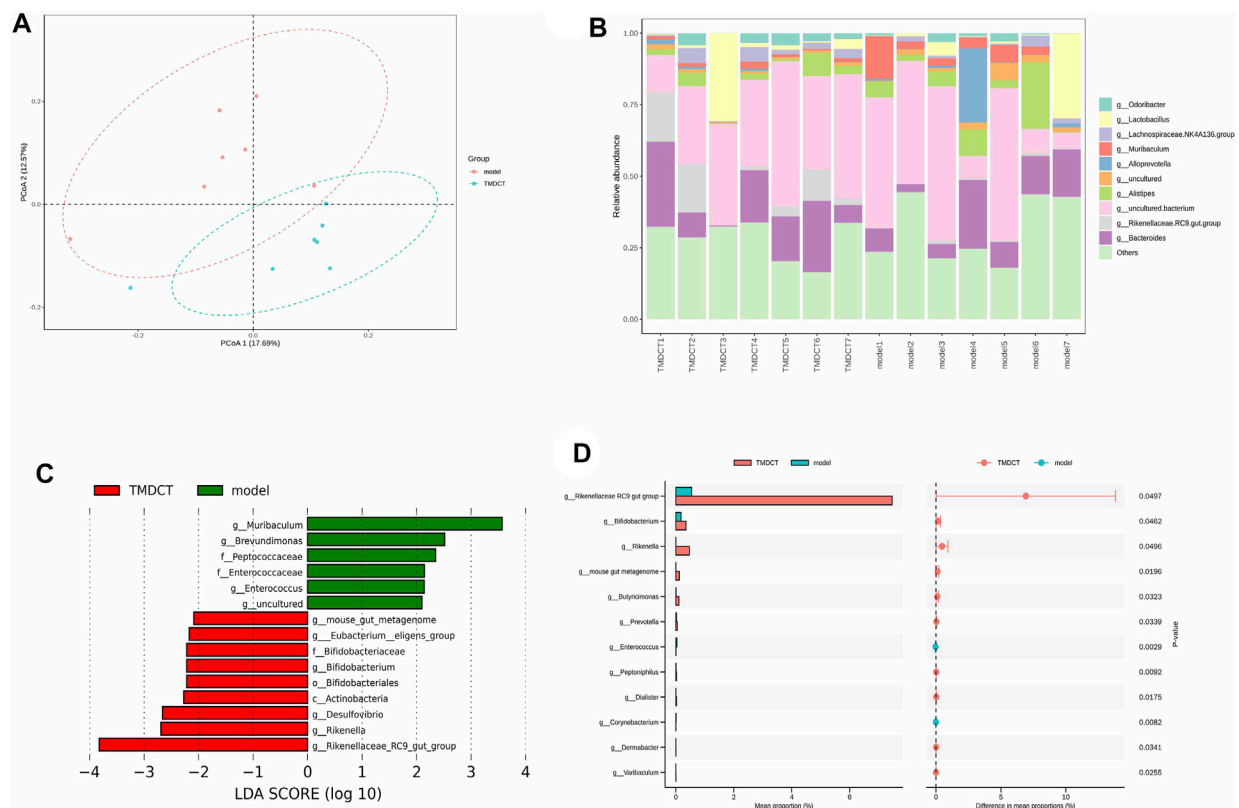 A
0.2
0.0
-0.2
PCoA 2 (12.57%)
-0.2
0.0
0.2
PCoA 1 (17.69%)
Group
model
TMDCT
B
1.00
0.75
0.50
0.25
0.00
Relative abundance
TMDCT1
TMDCT2
TMDCT3
TMDCT4
TMDCT5
TMDCT6
TMDCT7
model1
model2
model3
model4
model5
model6
model7
g__Odoribacter
g__Lactobacillus
g__Lachnospiraceae.NK4A136.group
g__Muribaculum
g__Alloprevotella
g__uncultured
g__Alistipes
g__uncultured.bacterium
g__Rikenellaceae.RC9.gut.group
g__Bacteroides
Others
C
TMDCT
model
g__Muribaculum
g__Brevundimonas
f__Peptococcaceae
f__Enterococcaceae
g__Enterococcus
g__uncultured
g__mouse_gut_metagenome
g___Eubacterium__eligens_group
f__Bifidobacteriaceae
g__Bifidobacterium
o__Bifidobacteriales
c__Actinobacteria
g__Desulfovibrio
g__Rikenella
g__Rikenellaceae_RC9_gut_group
−4 −3 −2 −1 0 1 2 3 4
LDA SCORE (log 10)
D
TMDCT model
TMDCT model
g__Rikenellaceae RC9 gut group 0.0497
g__Bifidobacterium 0.0462
g__Rikenella 0.0496
g__mouse gut metagenome 0.0196
g__Butyricimonas 0.0323
g__Prevotella 0.0339
g__Enterococcus 0.0029
g__Peptoniphilus 0.0092
g__Dialister 0.0175
g__Corynebacterium 0.0082
g__Dermabacter 0.0341
g__Varibaculum 0.0255
P-value
0 2 4 6
Mean proportion (%)
0 5 10
Difference in mean proportions (%)